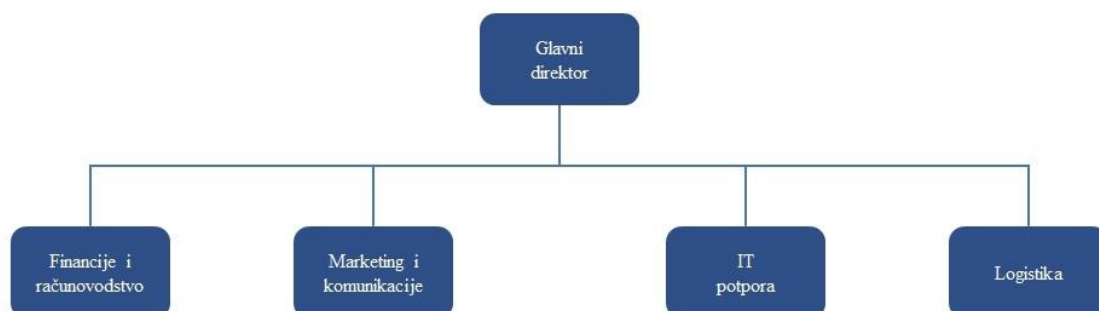 Glavni
direktor
Financije i
računovodstvo
Marketing i
komunikacije
IT
potpora
Logistika